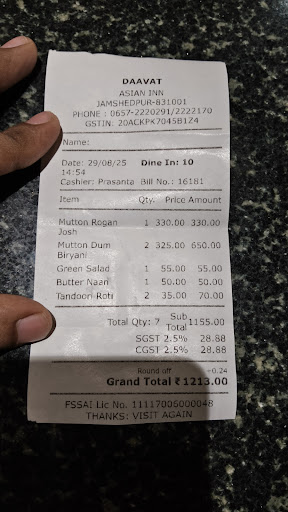 DAAVAT
ASIAN INN
JAMSHEDPUR-831001
PHONE : 0657-2220291/2222170
GSTIN: 20ACKPK7045B1Z4
Name:
Date: 29/08/25 Dine In: 10
14:54
Cashier: Prasanta Bill No.: 16181
Item Qty. Price Amount
Mutton Rogan 1 330.00 330.00
Josh
Mutton Dum 2 325.00 650.00
Biryani
Green Salad 1 55.00 55.00
Butter Naan 1 50.00 50.00
Tandoori Roti 2 35.00 70.00
Total Qty: 7 Sub 1155.00
Total
SGST 2.5% 28.88
CGST 2.5% 28.88
Round off +0.24
Grand Total ₹ 1213.00
FSSAI Lic No. 11117006000048
THANKS: VISIT AGAIN